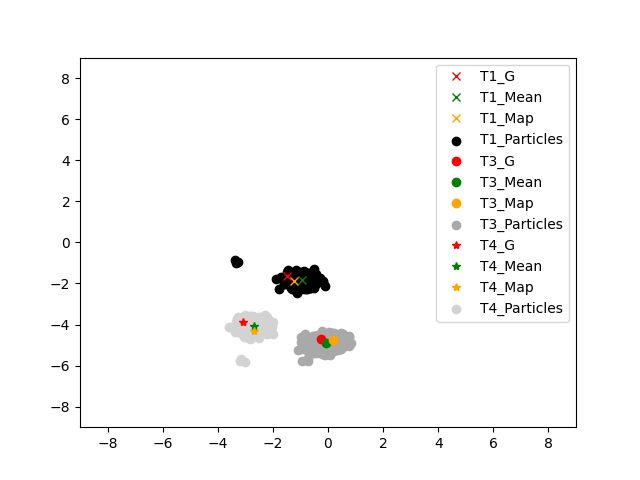 8
6
4
2
0
−2
−4
−6
−8
−8 −6 −4 −2 0 2 4 6 8
T1_G
T1_Mean
T1_Map
T1_Particles
T3_G
T3_Mean
T3_Map
T3_Particles
T4_G
T4_Mean
T4_Map
T4_Particles